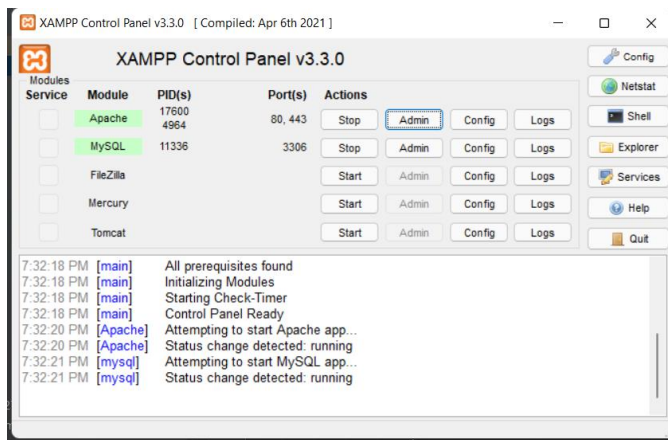 XAMPP Control Panel v3.3.0 [ Compiled: Apr 6th 2021 ]
XAMPP Control Panel v3.3.0
Config
Modules
Netstat
Service Module PID(s) Port(s) Actions
Apache 17600 4964 80, 443 Stop Admin Config Logs
Shell
MySQL 11336 3306 Stop Admin Config Logs
Explorer
FileZilla Start Admin Config Logs
Services
Mercury Start Admin Config Logs
Help
Tomcat Start Admin Config Logs
Quit
7:32:18 PM [main] All prerequisites found
7:32:18 PM [main] Initializing Modules
7:32:18 PM [main] Starting Check-Timer
7:32:18 PM [main] Control Panel Ready
7:32:20 PM [Apache] Attempting to start Apache app...
7:32:20 PM [Apache] Status change detected: running
7:32:21 PM [mysql] Attempting to start MySQL app...
7:32:21 PM [mysql] Status change detected: running